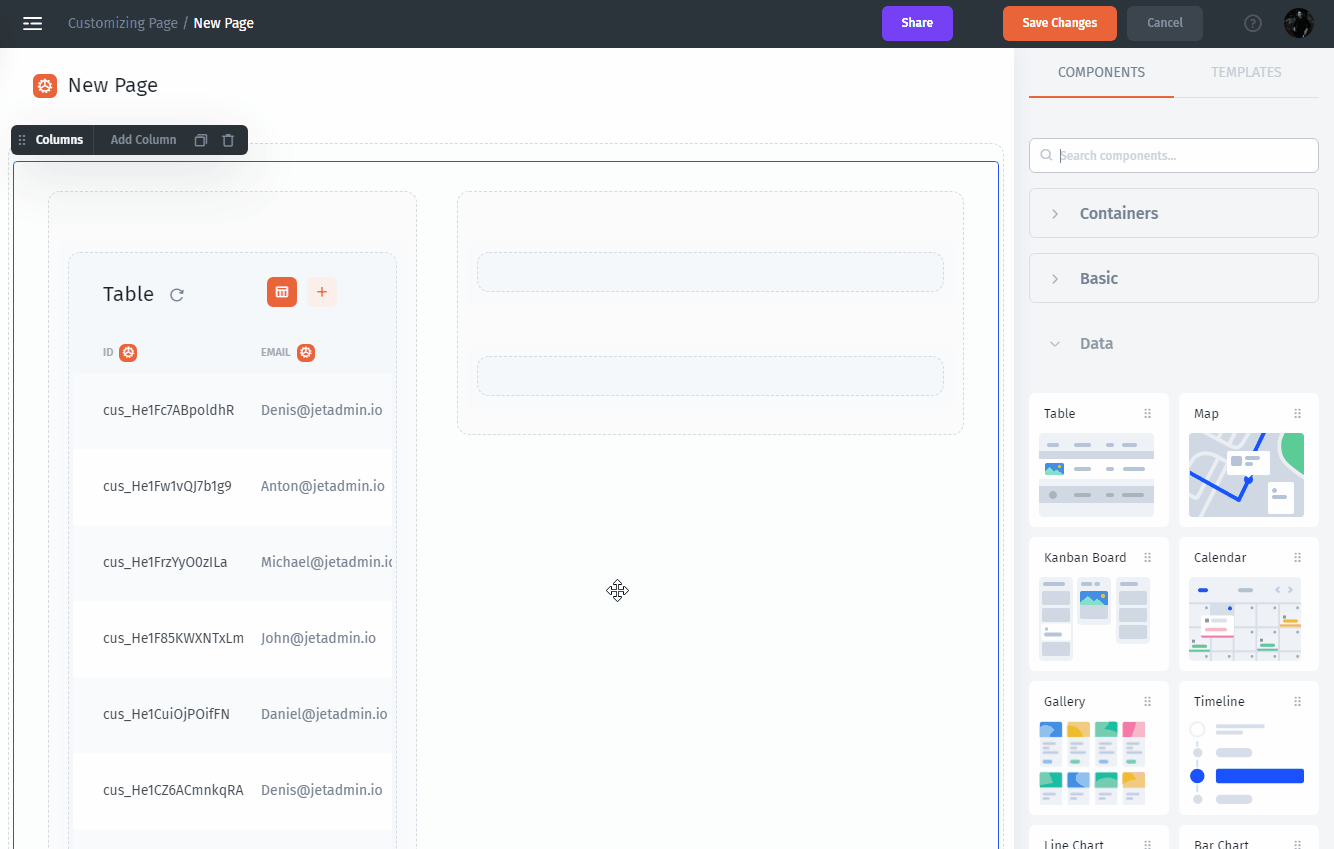 Customizing Page / New Page
Share
Save Changes
Cancel
?
New Page
Columns
Add Column
Table
+
ID
EMAIL
cus_He1Fc7ABpoldhR Denis@jetadmin.io
cus_He1Fw1vQJ7b1g9 Anton@jetadmin.io
cus_He1FrzYyO0zILa Michael@jetadmin.io
cus_He1F85KWXNTxLm John@jetadmin.io
cus_He1CuiOjPOifFN Daniel@jetadmin.io
cus_He1CZ6ACmnkqRA Denis@jetadmin.io
COMPONENTS
TEMPLATES
Search components...
Containers
Basic
Data
Table
Map
Kanban Board
Calendar
Gallery
Timeline
Line Chart
Bar Chart